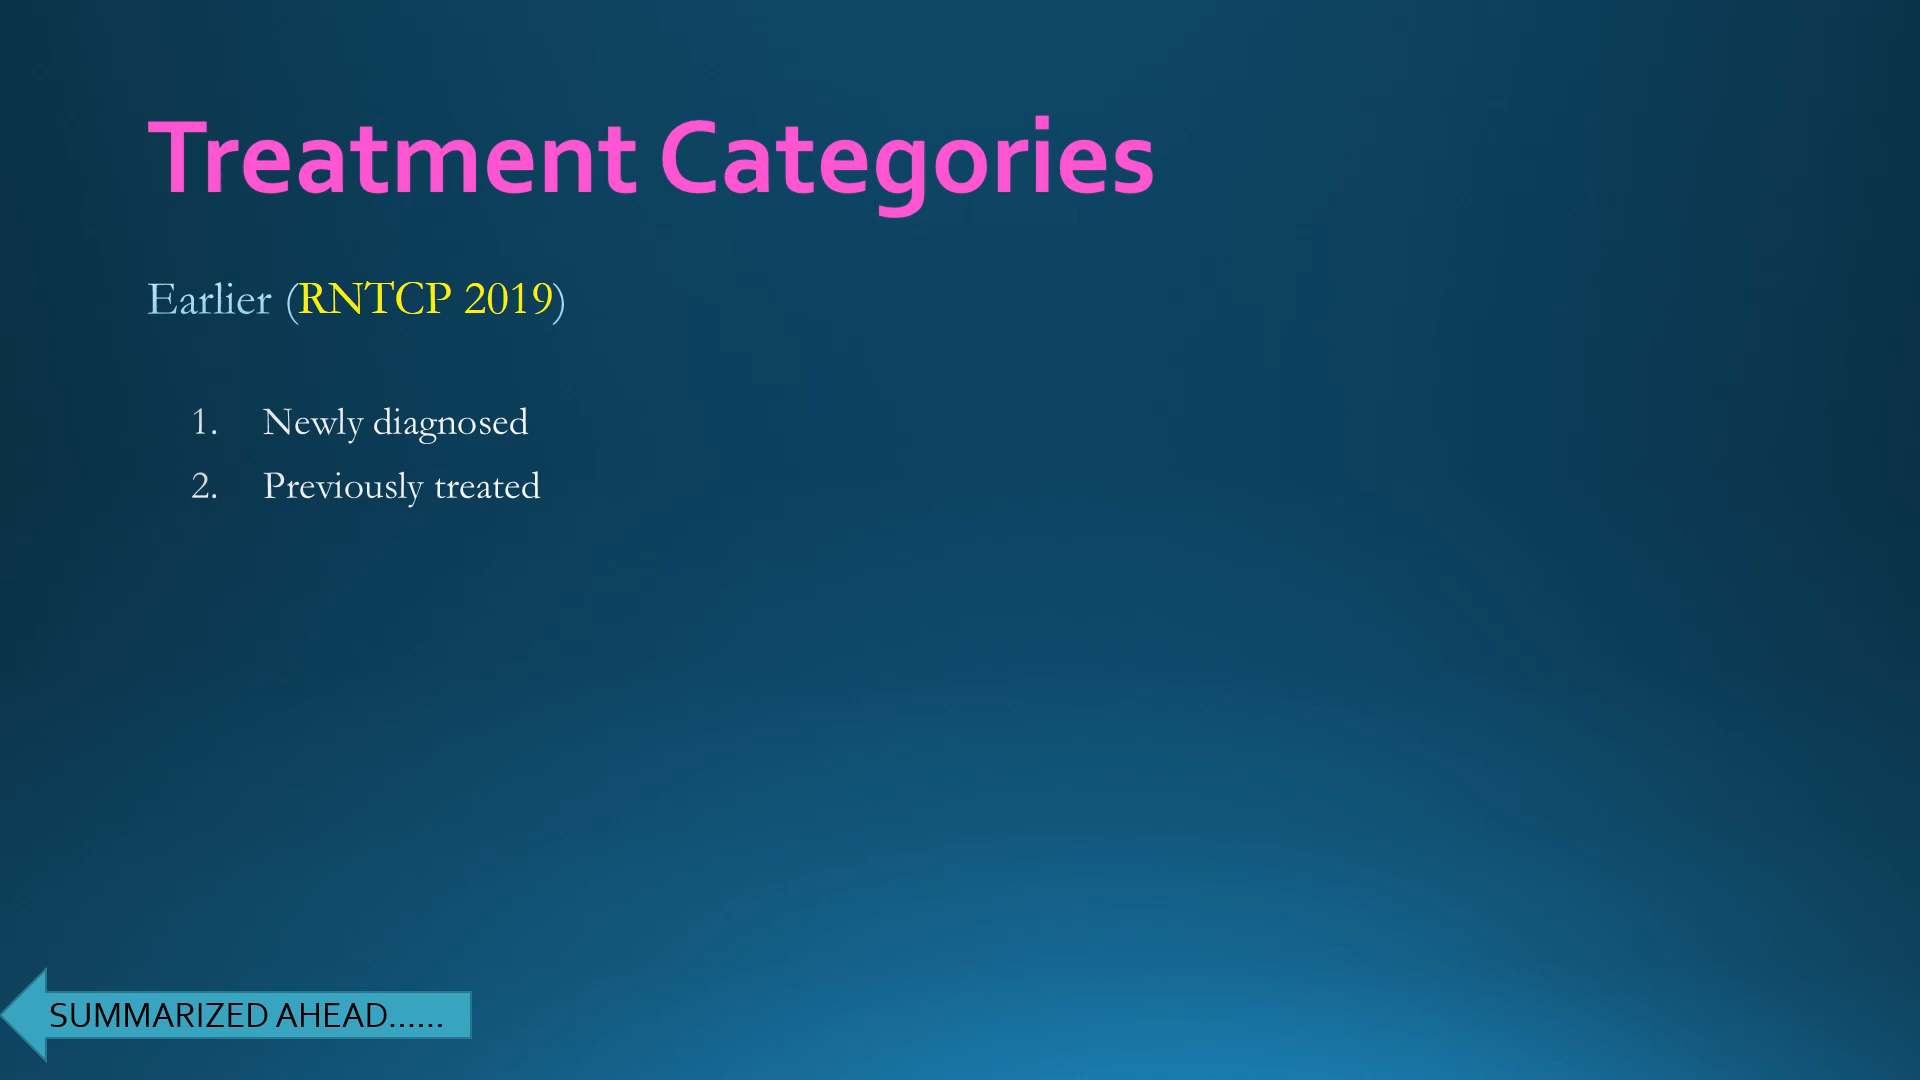 Treatment Categories
Earlier (RNTCP 2019)
1. Newly diagnosed
2. Previously treated
SUMMARIZED AHEAD......